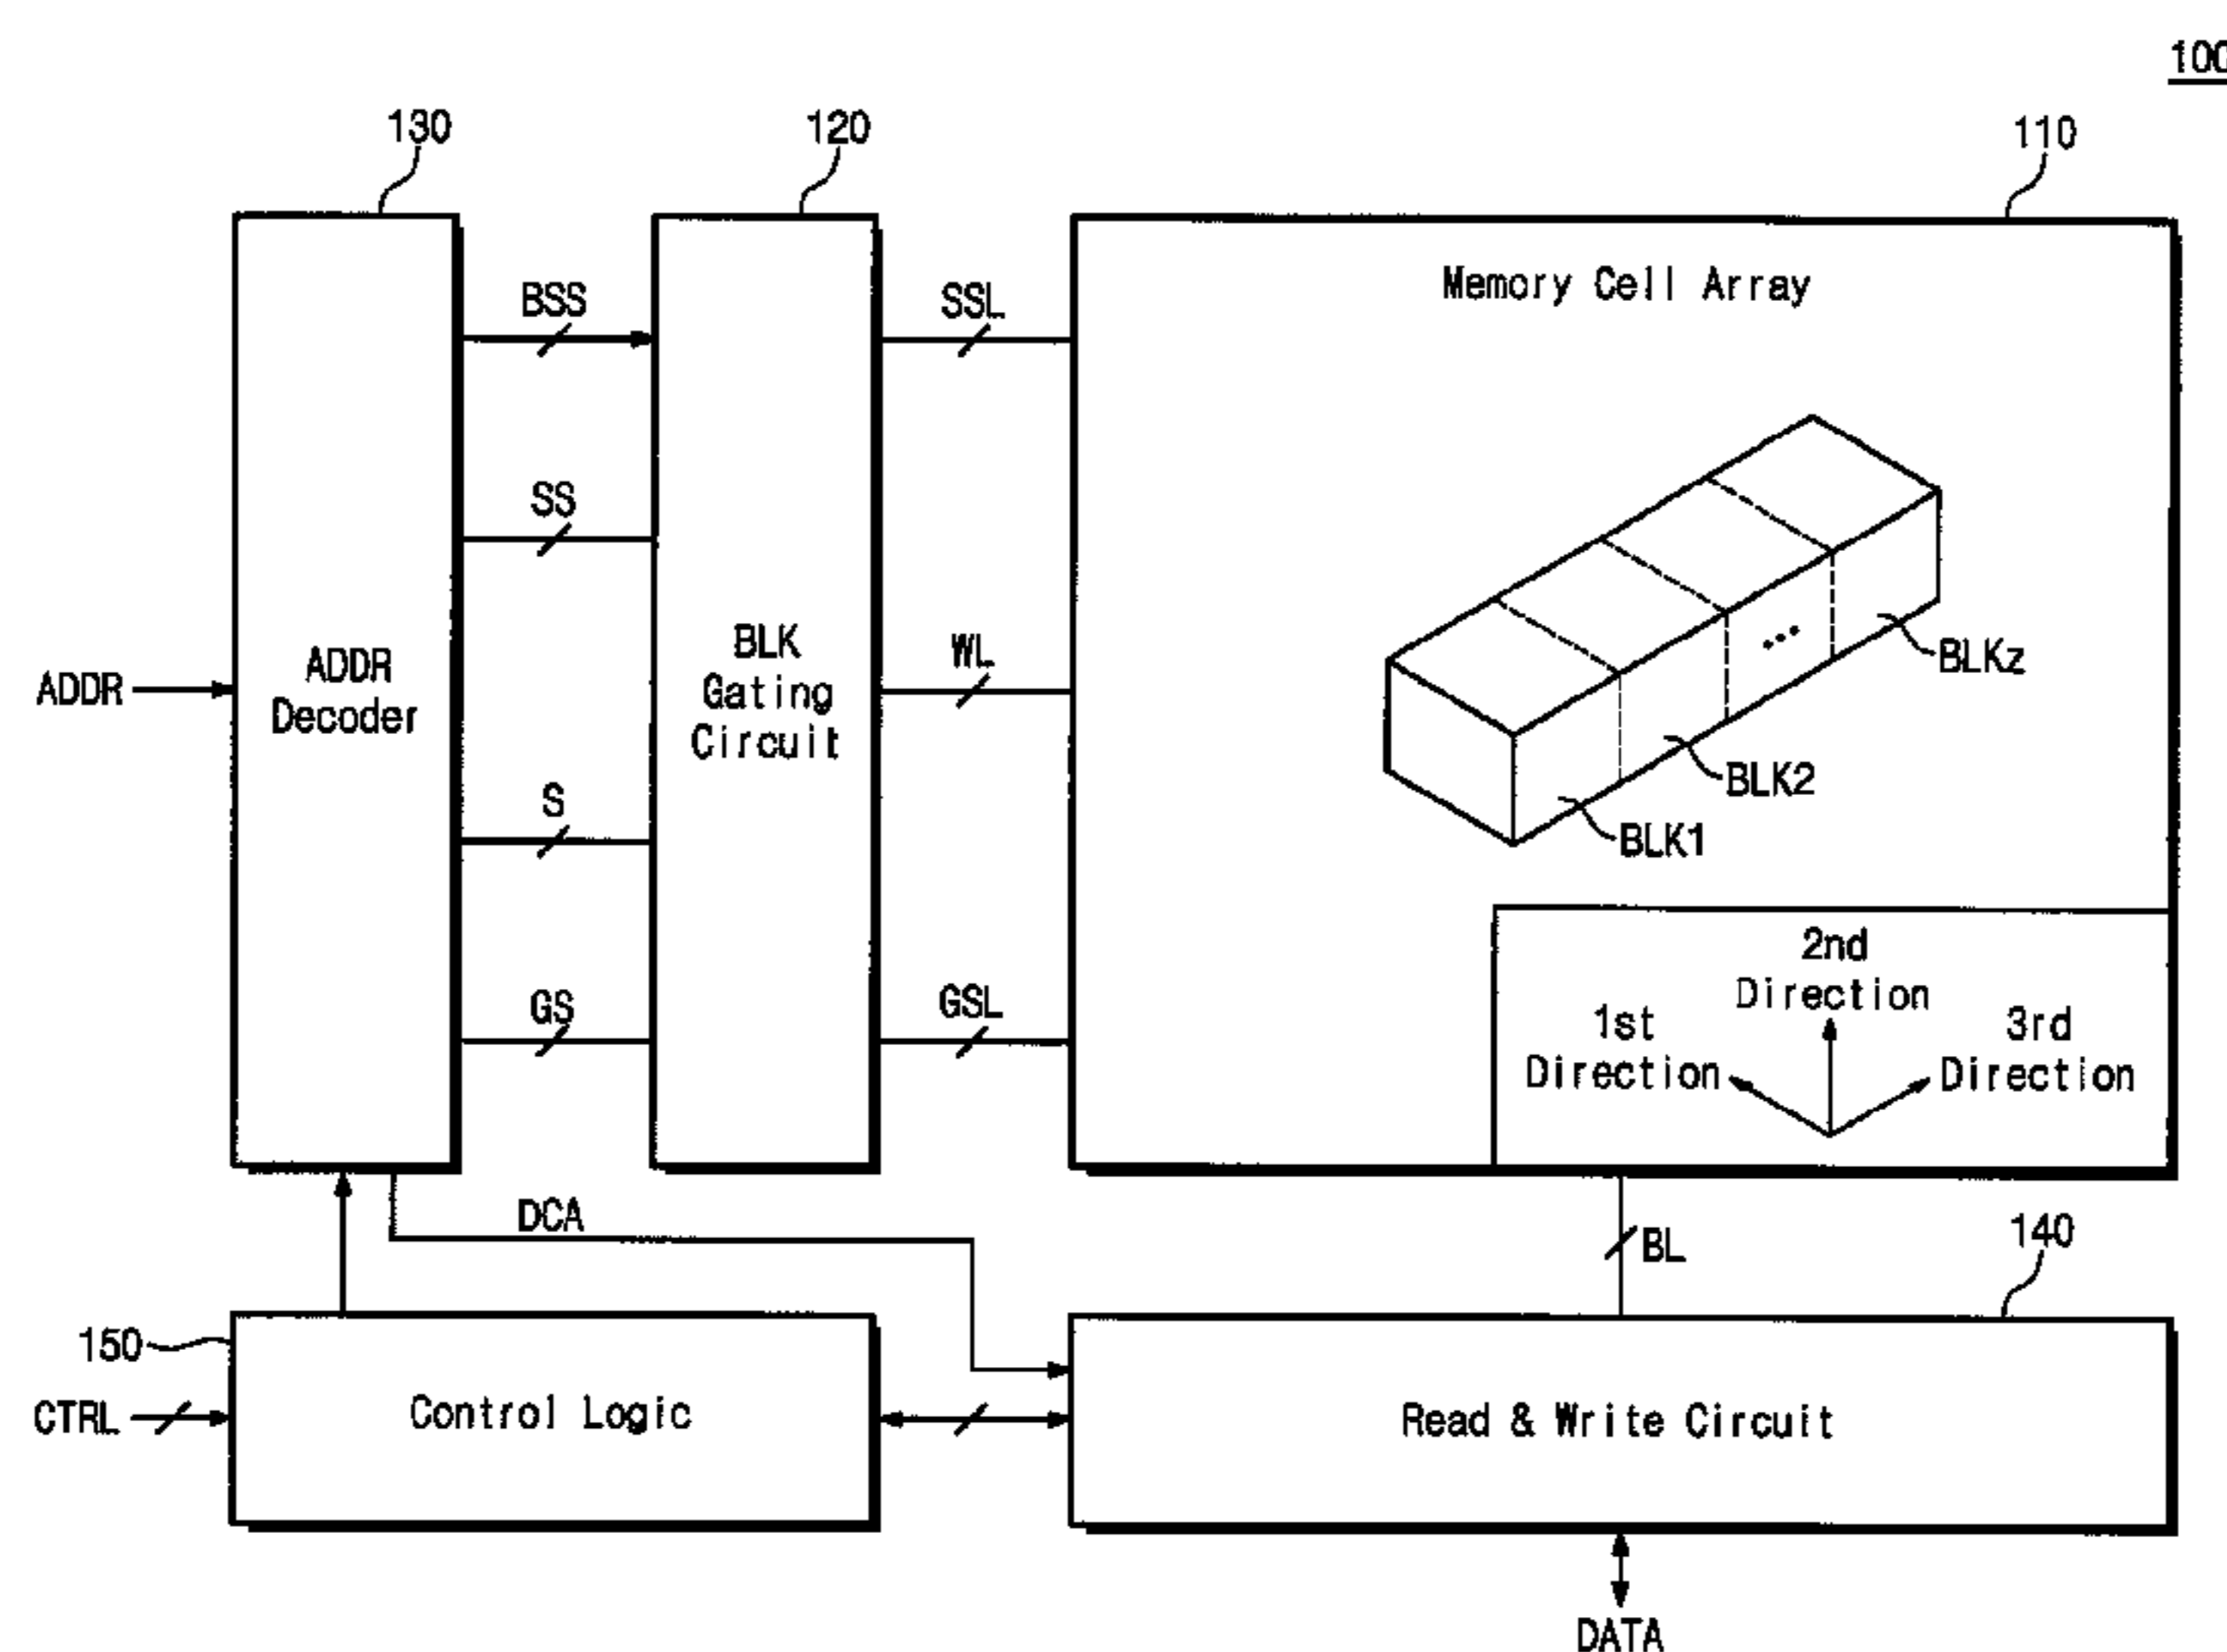 100
130
120
110
BSS
SSL
Memory Cell Array
SS
ADDR
ADDR
Decoder
BLK
Gating
Circuit
WL
BLKz
BLK2
BLK1
S
GS
GSL
2nd
Direction
1st
Direction
3rd
Direction
DCA
BL
140
150
CTRL
Control Logic
Read & Write Circuit
DATA